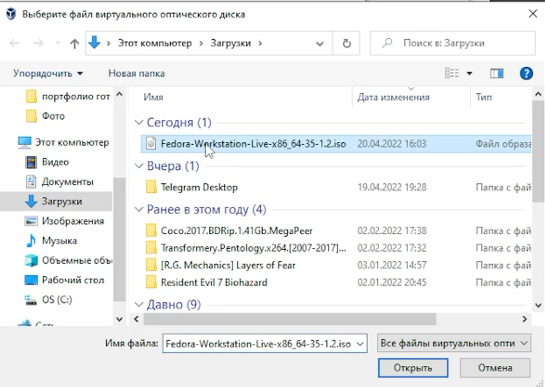 Выберите файл виртуального оптического диска
Этот компьютер > Загрузки >
Поиск в: Загрузки
Упорядочить
Новая папка
портфолио гот
Фото
Этот компьютер
Видео
Документы
Загрузки
Изображения
Музыка
Объемные объ
Рабочий стол
OS (C:)
Имя
Дата изменения
Тип
Сегодня (1)
Fedora-Workstation-Live-x86_64-35-1.2.iso 20.04.2022 16:03 Файл образа
Вчера (1)
Telegram Desktop 19.04.2022 19:28 Папка с фай
Ранее в этом году (4)
Coco.2017.BDRip.1.41Gb.MegaPeer 02.02.2022 17:38 Папка с фай
Transformery.Pentology.x264.[2007-2017]... 02.02.2022 17:32 Папка с фай
[R.G. Mechanics] Layers of Fear 03.01.2022 14:57 Папка с фай
Resident Evil 7 Biohazard 02.01.2022 20:45 Папка с фай
Давно (9)
Имя файла:
Fedora-Workstation-Live-x86_64-35-1.2.iso
Все файлы виртуальных опти
Открыть
Отмена